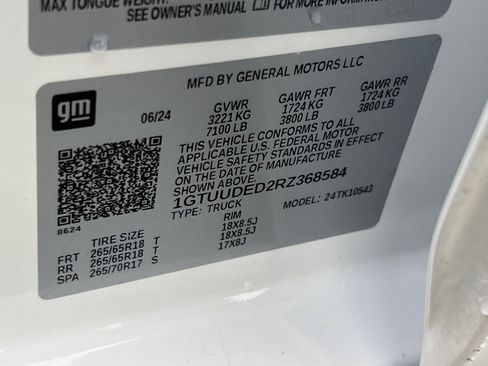 MAX TONGUE WEIGHT:
SEE OWNER'S MANUAL FOR MORE INFORMATION
MFD BY GENERAL MOTORS LLC
gm
06/24 GVWR GAWR FRT GAWR RR
3221 KG 1724 KG 1724 KG
7100 LB 3800 LB 3800 LB
THIS VEHICLE CONFORMS TO ALL
APPLICABLE U.S. FEDERAL MOTOR
VEHICLE SAFETY STANDARDS IN EFFECT
ON THE DATE OF MANUFACTURE
1GTUUDED2RZ368584
TYPE: TRUCK MODEL: 24TK10543
8624
TIRE SIZE RIM
FRT 265/65R18 T 18X8.5J
RR 265/65R18 T 18X8.5J
SPA 265/70R17 S 17X8J